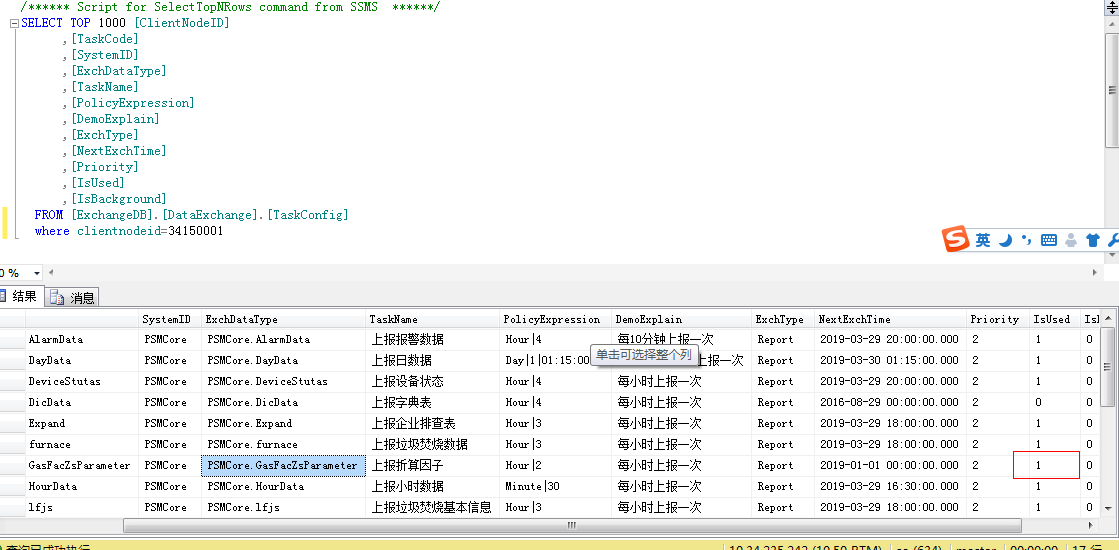 /****** Script for SelectTopNRows command from SSMS  ******/
SELECT TOP 1000 [ClientNodeID]
,[TaskCode]
,[SystemID]
,[ExchDataType]
,[TaskName]
,[PolicyExpression]
,[DemoExplain]
,[ExchType]
,[NextExchTime]
,[Priority]
,[IsUsed]
,[IsBackground]
FROM [ExchangeDB].[DataExchange].[TaskConfig]
where clientnodeid=34150001
英
0 %
结果 消息
SystemID ExchDataType TaskName PolicyExpression DemoExplain ExchType NextExchTime Priority IsUsed
AlarmData PSMCore PSMCore.AlarmData 上报报警数据 Hour|4 每10分钟上报一次 Report 2019-03-29 20:00:00.000 2 1 0
单击可选择整个列
DayData PSMCore PSMCore.DayData 上报日数据 Day|1|01:15:00 上报一次 Report 2019-03-30 01:15:00.000 2 1 0
DeviceStutas PSMCore PSMCore.DeviceStutas 上报设备状态 Hour|4 每小时上报一次 Report 2019-03-29 20:00:00.000 2 1 0
DicData PSMCore PSMCore.DicData 上报字典表 Hour|4 每小时上报一次 Report 2016-08-29 00:00:00.000 2 0 0
Expand PSMCore PSMCore.Expand 上报企业排查表 Hour|3 每小时上报一次 Report 2019-03-29 18:00:00.000 2 1 0
furnace PSMCore PSMCore.furnace 上报垃圾焚烧数据 Hour|3 每小时上报一次 Report 2019-03-29 18:00:00.000 2 1 0
GasFacZsParameter PSMCore PSMCore.GasFacZsParameter 上报折算因子 Hour|2 每小时上报一次 Report 2019-01-01 00:00:00.000 2 1 0
HourData PSMCore PSMCore.HourData 上报小时数据 Minute|30 每小时上报一次 Report 2019-03-29 16:30:00.000 2 1 0
lfjs PSMCore PSMCore.lfjs 上报垃圾焚烧基本信息 Hour|3 每小时上报一次 Report 2019-03-29 18:00:00.000 2 1 0